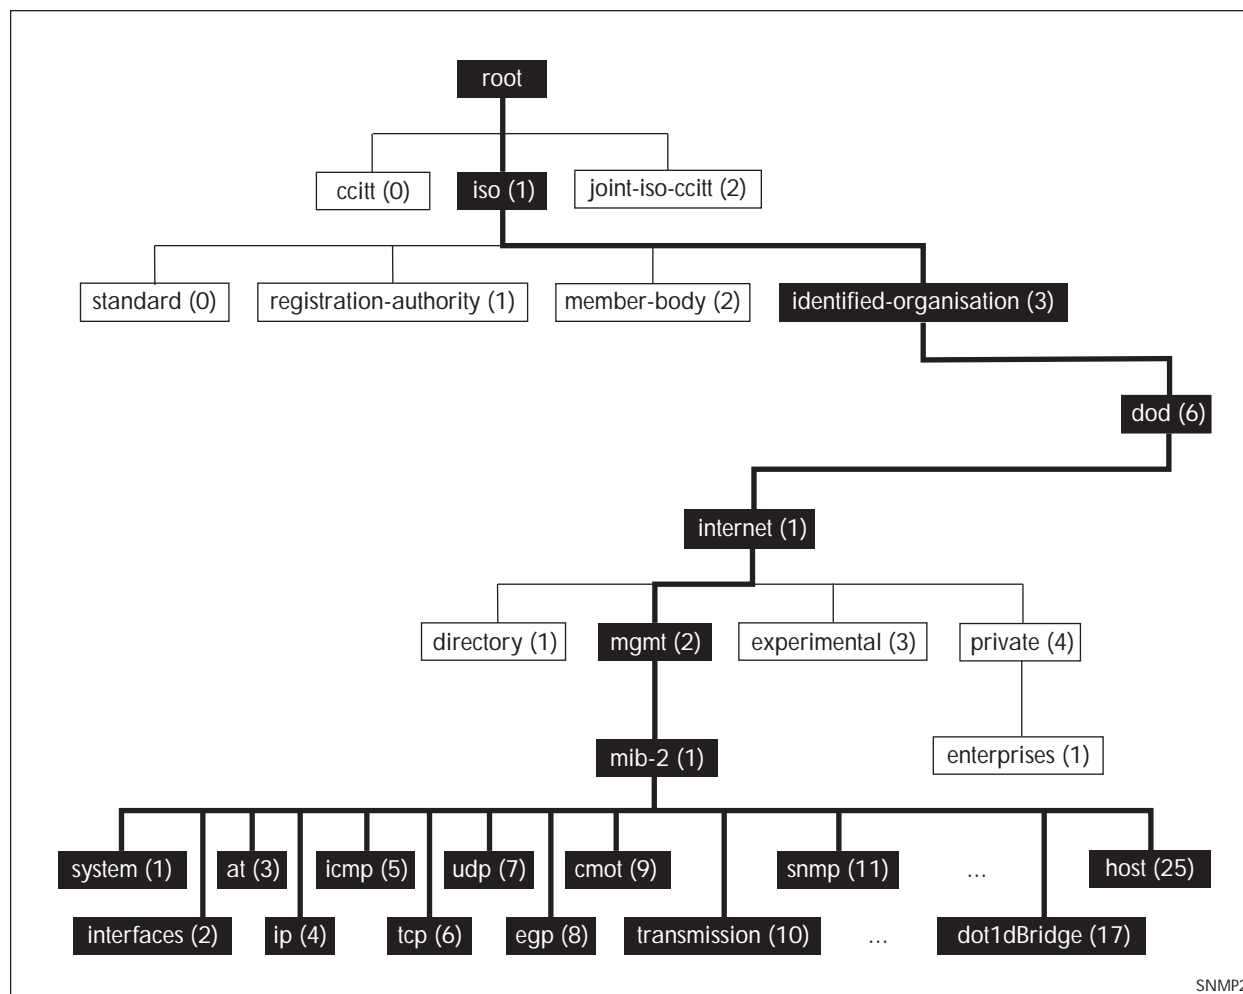 root
ccitt (0) iso (1) joint-iso-ccitt (2)
standard (0) registration-authority (1) member-body (2) identified-organisation (3)
dod (6)
internet (1)
directory (1) mgmt (2) experimental (3) private (4)
mib-2 (1) enterprises (1)
system (1) at (3) icmp (5) udp (7) cmot (9) snmp (11) ... host (25)
interfaces (2) ip (4) tcp (6) egp (8) transmission (10) ... dot1dBridge (17)
SNMP2